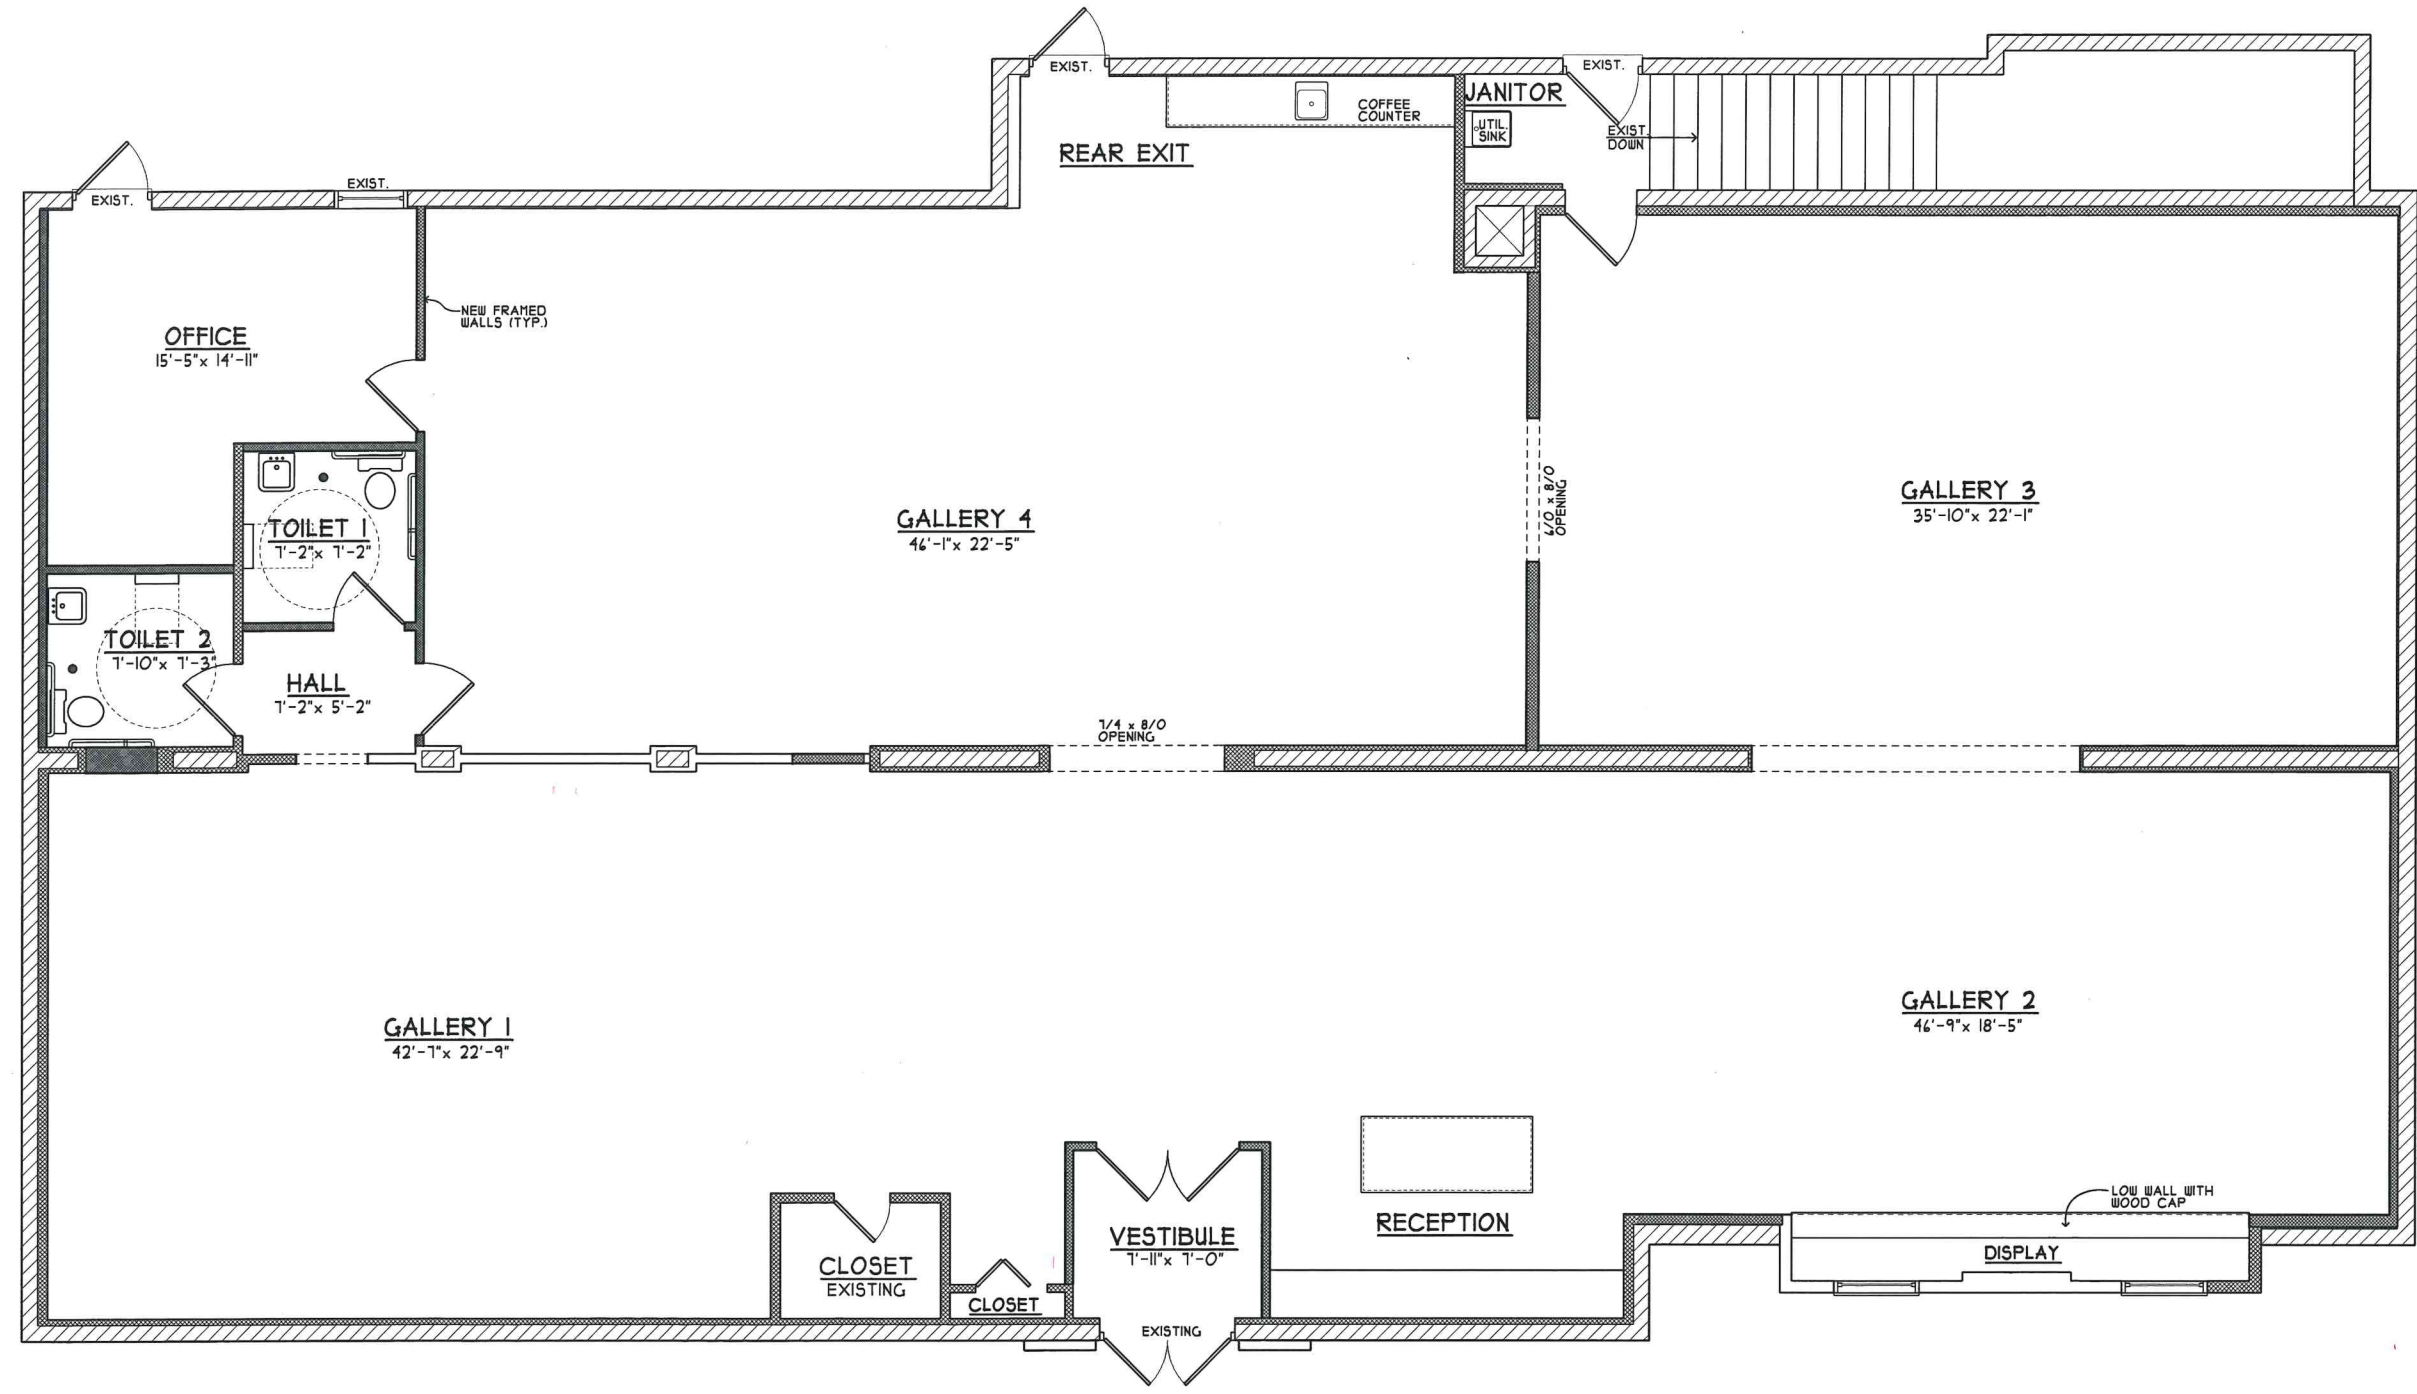 EXIST.
EXIST.
COFFEE
COUNTER
JANITOR
UTIL.
SINK
EXIST.
DOWN
REAR EXIT
EXIST.
EXIST.
NEW FRAMED
WALLS (TYP.)
OFFICE
15'-5"x 14'-11"
GALLERY 4
46'-1"x 22'-5"
6/0 x 8/0
OPENING
GALLERY 3
35'-10"x 22'-1"
TOILET 1
7'-2"x 7'-2"
TOILET 2
7'-10"x 7'-3"
HALL
7'-2"x 5'-2"
7/4 x 8/0
OPENING
GALLERY 1
42'-7"x 22'-9"
GALLERY 2
46'-9"x 18'-5"
LOW WALL WITH
WOOD CAP
DISPLAY
RECEPTION
VESTIBULE
7'-11"x 7'-0"
CLOSET
EXISTING
CLOSET
EXISTING